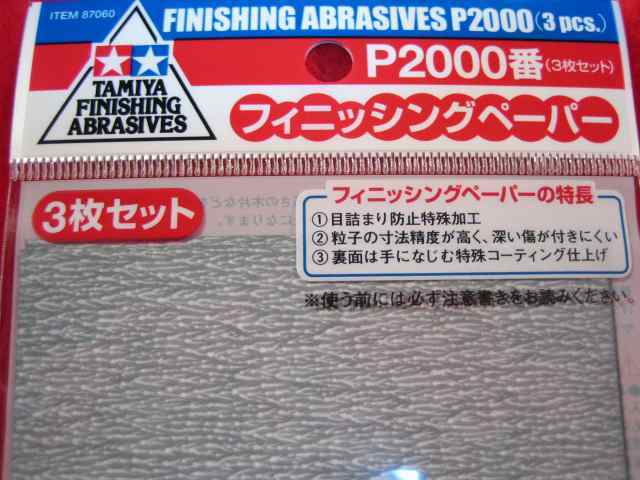 ITEM 87060
FINISHING ABRASIVES P2000 (3 pcs.)
P2000番 (3枚セット)
TAMIYA
FINISHING
ABRASIVES
フィニッシングペーパー
3枚セット
フィニッシングペーパーの特長
①目詰まり防止特殊加工
②粒子の寸法精度が高く、深い傷が付きにくい
③裏面は手になじむ特殊コーティング仕上げ
※使う前には必ず注意書きをお読みください。